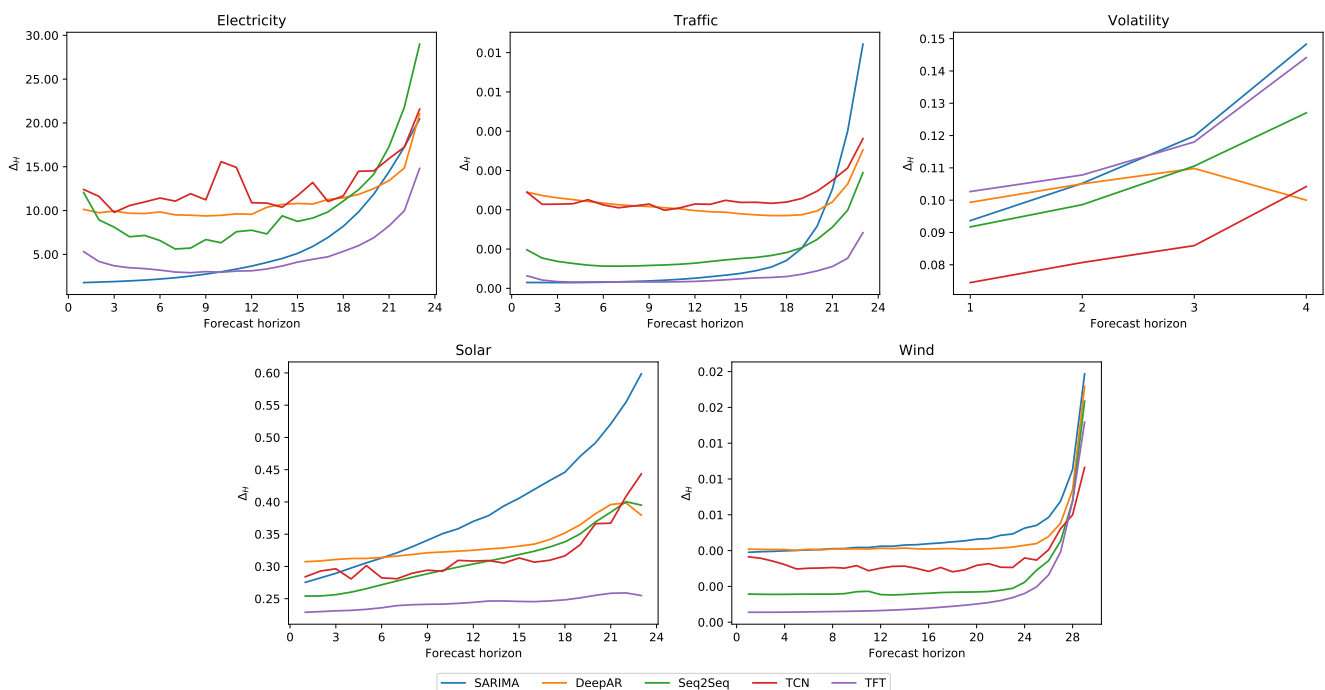 Electricity
30.00
25.00
20.00
15.00
10.00
5.00
Δ_H
0 3 6 9 12 15 18 21 24
Forecast horizon
Traffic
0.01
0.01
0.00
0.00
0.00
0.00
0.00
Δ_H
0 3 6 9 12 15 18 21 24
Forecast horizon
Volatility
0.15
0.14
0.13
0.12
0.11
0.10
0.09
0.08
Δ_H
1 2 3 4
Forecast horizon
Solar
0.60
0.55
0.50
0.45
0.40
0.35
0.30
0.25
Δ_H
0 3 6 9 12 15 18 21 24
Forecast horizon
Wind
0.02
0.02
0.01
0.01
0.01
0.00
0.00
0.00
Δ_H
0 4 8 12 16 20 24 28
Forecast horizon
SARIMA DeepAR Seq2Seq TCN TFT